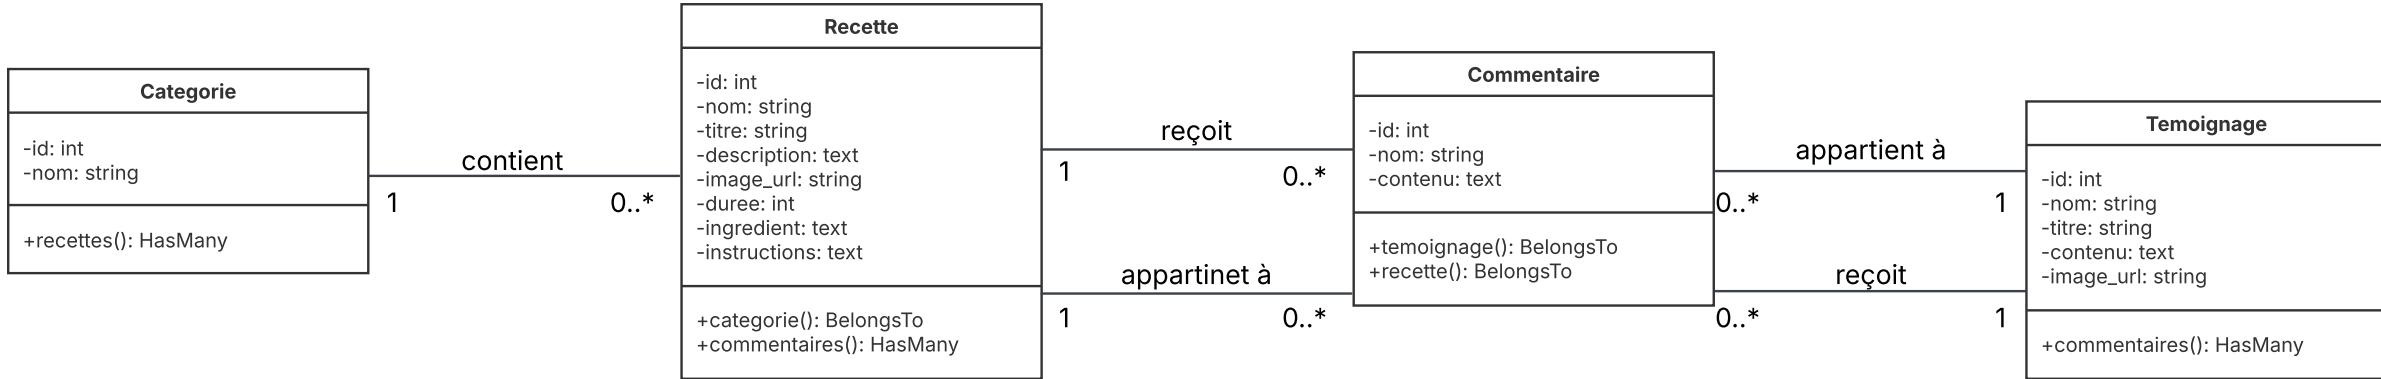 Categorie
-id: int
-nom: string
+recettes(): HasMany
contient
1
0..*
Recette
-id: int
-nom: string
-titre: string
-description: text
-image_url: string
-duree: int
-ingredient: text
-instructions: text
+categorie(): BelongsTo
+commentaires(): HasMany
reçoit
1
0..*
appartinet à
1
0..*
Commentaire
-id: int
-nom: string
-contenu: text
+temoignage(): BelongsTo
+recette(): BelongsTo
appartient à
0..*
1
reçoit
0..*
1
Temoignage
-id: int
-nom: string
-titre: string
-contenu: text
-image_url: string
+commentaires(): HasMany